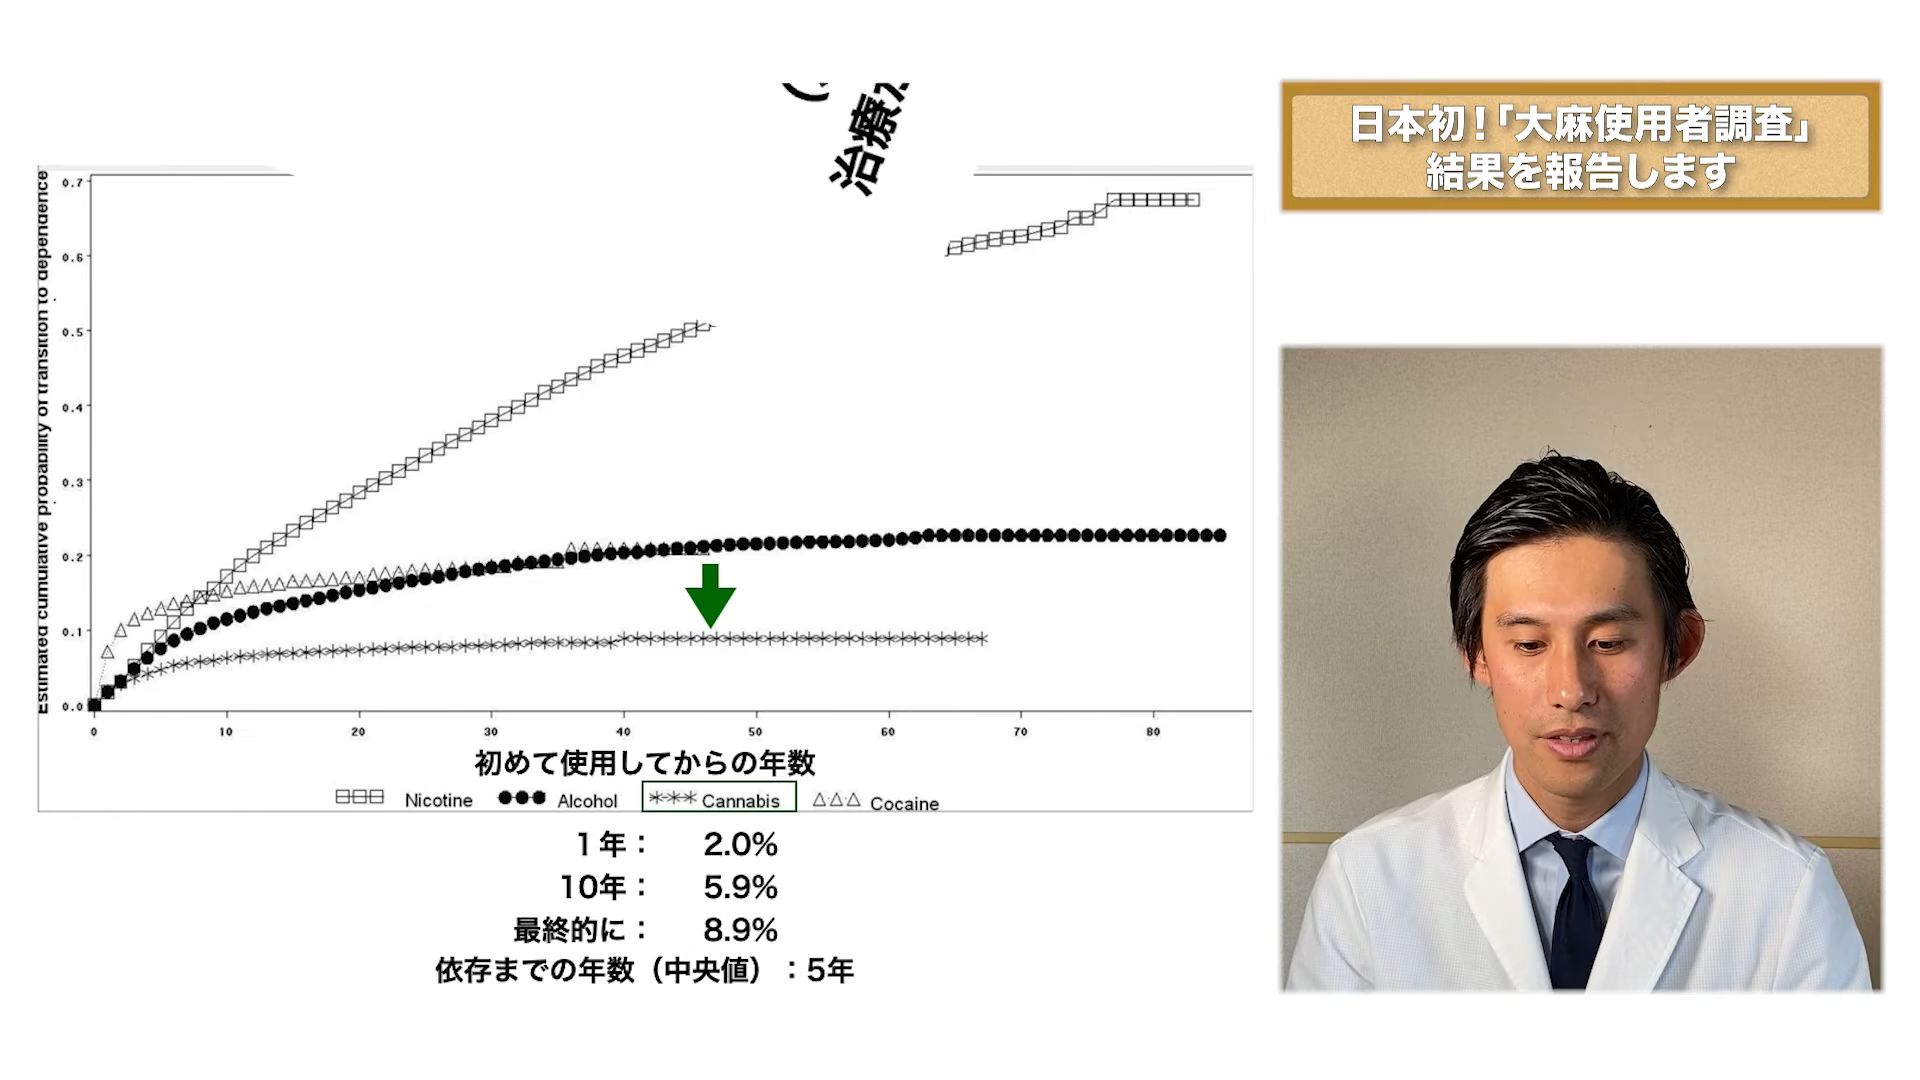 治療
日本初！「大麻使用者調査」
結果を報告します
Estimated cumulative probability of transition to dependence
0.7
0.6
0.5
0.4
0.3
0.2
0.1
0.0
0 10 20 30 40 50 60 70 80
初めて使用してからの年数
Nicotine Alcohol Cannabis Cocaine
1年： 2.0%
10年： 5.9%
最終的に： 8.9%
依存までの年数（中央値）：5年